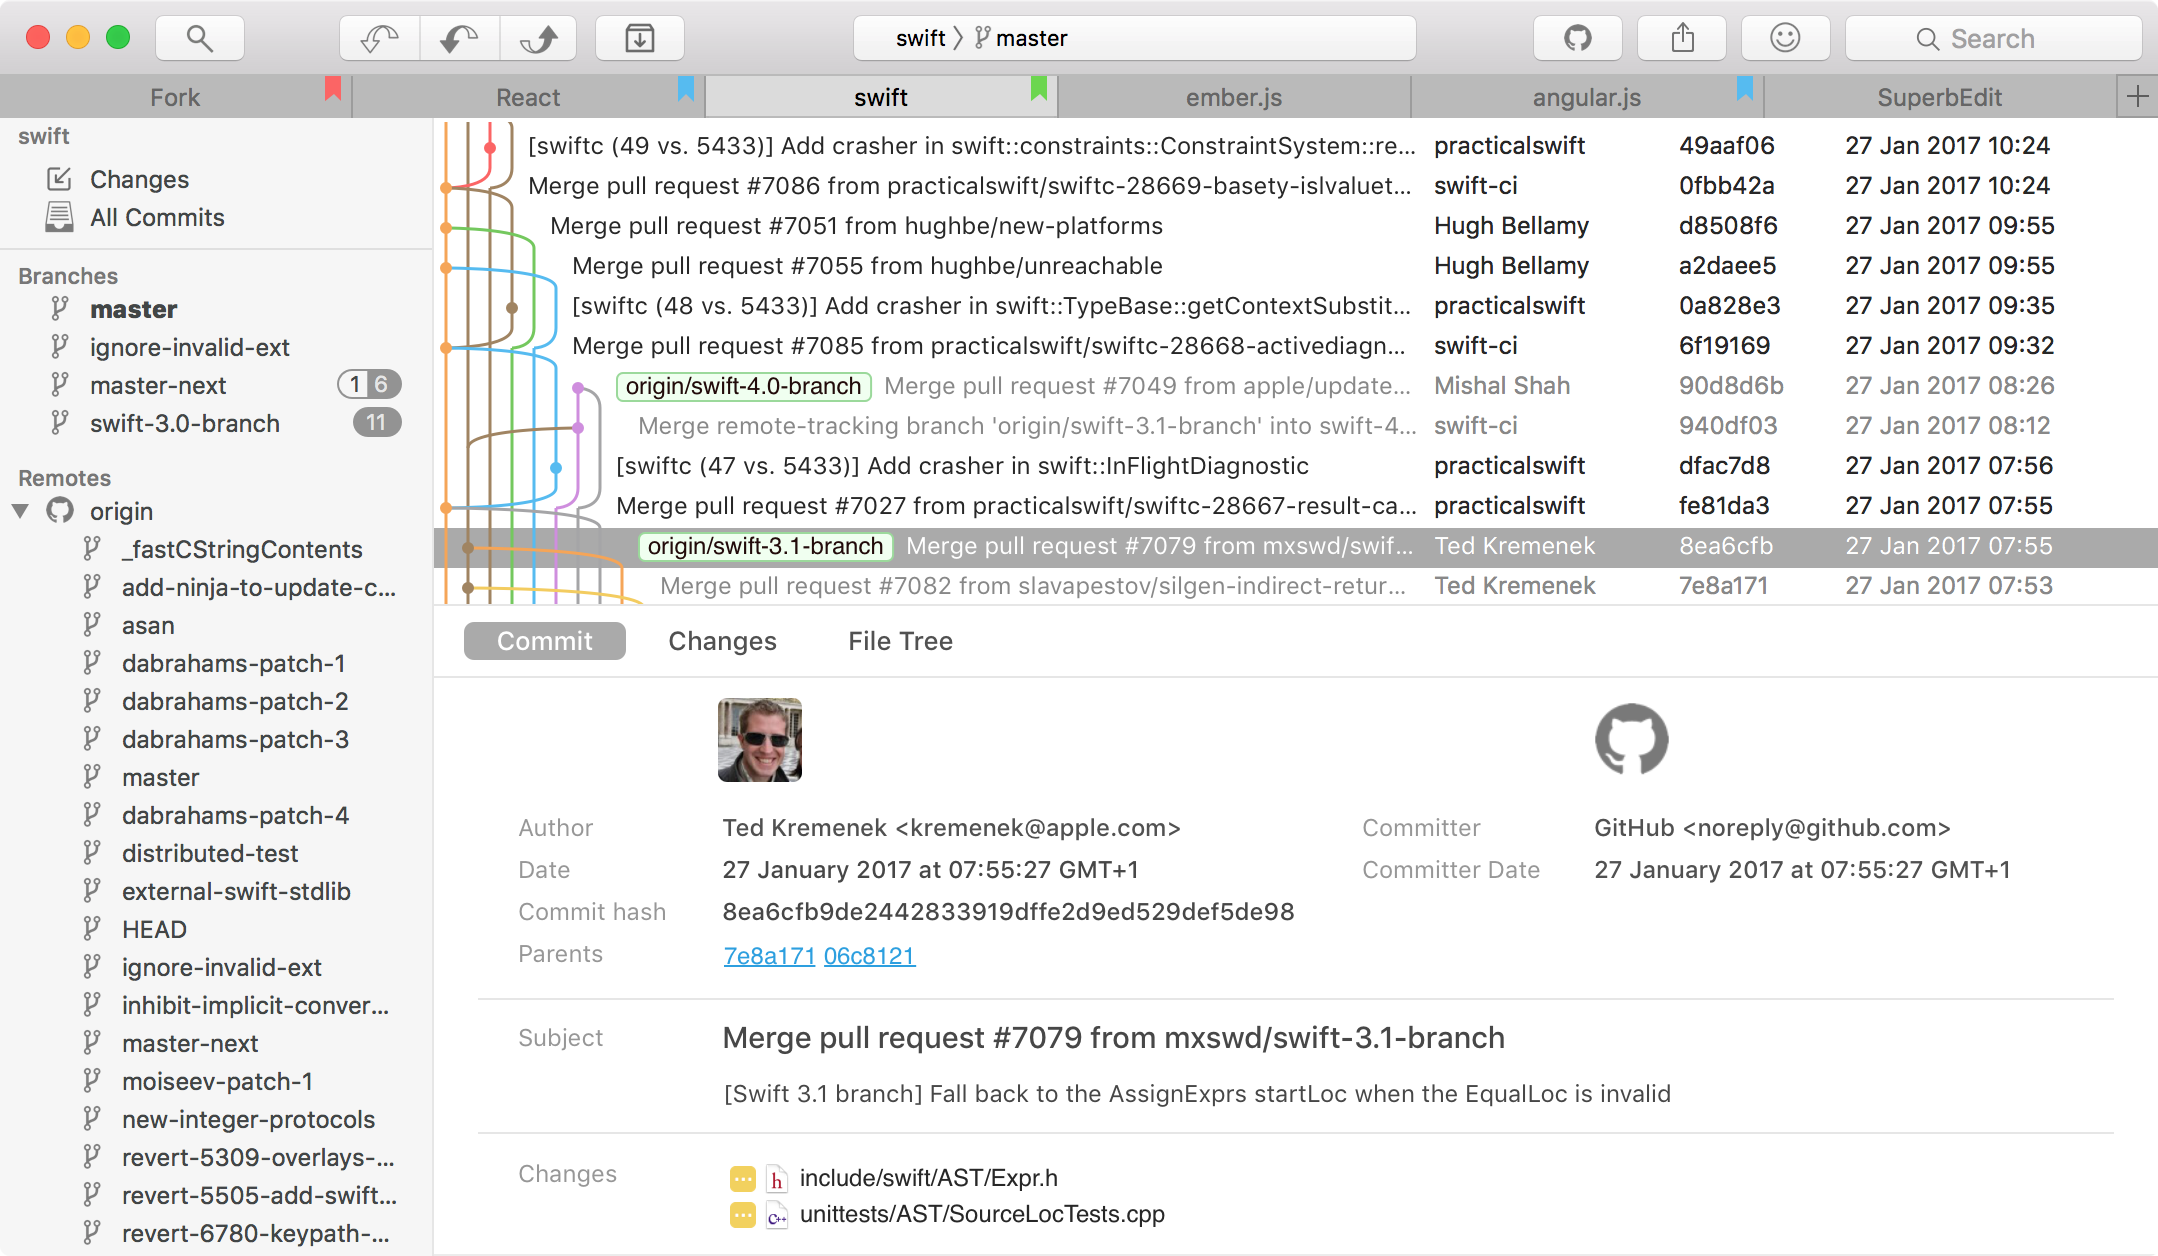 swift master
Search
Fork React swift ember.js angular.js SuperbEdit
swift
Changes
All Commits
Branches
master
ignore-invalid-ext
master-next 1 6
swift-3.0-branch 11
Remotes
origin
_fastCStringContents
add-ninja-to-update-c...
asan
dabrahams-patch-1
dabrahams-patch-2
dabrahams-patch-3
master
dabrahams-patch-4
distributed-test
external-swift-stdlib
HEAD
ignore-invalid-ext
inhibit-implicit-conver...
master-next
moiseev-patch-1
new-integer-protocols
revert-5309-overlays-...
revert-5505-add-swift...
revert-6780-keypath-...
[swiftc (49 vs. 5433)] Add crasher in swift::constraints::ConstraintSystem::re... practicalswift 49aaf06 27 Jan 2017 10:24
Merge pull request #7086 from practicalswift/swiftc-28669-basety-islvaluet... swift-ci 0fbb42a 27 Jan 2017 10:24
Merge pull request #7051 from hughbe/new-platforms Hugh Bellamy d8508f6 27 Jan 2017 09:55
Merge pull request #7055 from hughbe/unreachable Hugh Bellamy a2daee5 27 Jan 2017 09:55
[swiftc (48 vs. 5433)] Add crasher in swift::TypeBase::getContextSubstit... practicalswift 0a828e3 27 Jan 2017 09:35
Merge pull request #7085 from practicalswift/swiftc-28668-activediagn... swift-ci 6f19169 27 Jan 2017 09:32
origin/swift-4.0-branch Merge pull request #7049 from apple/update... Mishal Shah 90d8d6b 27 Jan 2017 08:26
Merge remote-tracking branch 'origin/swift-3.1-branch' into swift-4... swift-ci 940df03 27 Jan 2017 08:12
[swiftc (47 vs. 5433)] Add crasher in swift::InFlightDiagnostic practicalswift dfac7d8 27 Jan 2017 07:56
Merge pull request #7027 from practicalswift/swiftc-28667-result-ca... practicalswift fe81da3 27 Jan 2017 07:55
origin/swift-3.1-branch Merge pull request #7079 from mxswd/swif... Ted Kremenek 8ea6cfb 27 Jan 2017 07:55
Merge pull request #7082 from slavapestov/silgen-indirect-retur... Ted Kremenek 7e8a171 27 Jan 2017 07:53
Commit Changes File Tree
Author Ted Kremenek <kremenek@apple.com> Committer GitHub <noreply@github.com>
Date 27 January 2017 at 07:55:27 GMT+1 Committer Date 27 January 2017 at 07:55:27 GMT+1
Commit hash 8ea6cfb9de2442833919dffe2d9ed529def5de98
Parents 7e8a171 06c8121
Subject Merge pull request #7079 from mxswd/swift-3.1-branch
[Swift 3.1 branch] Fall back to the AssignExprs startLoc when the EqualLoc is invalid
Changes h include/swift/AST/Expr.h
C++ unittests/AST/SourceLocTests.cpp